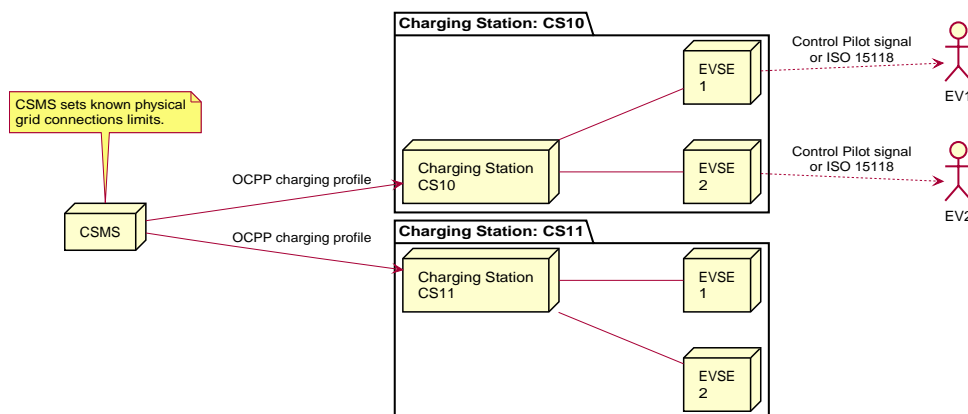 Charging Station: CS10
Control Pilot signal
or ISO 15118
EV1
EVSE
1
CSMS sets known physical
grid connections limits.
Charging Station
CS10
EVSE
2
Control Pilot signal
or ISO 15118
EV2
OCPP charging profile
CSMS
OCPP charging profile
Charging Station: CS11
Charging Station
CS11
EVSE
1
EVSE
2